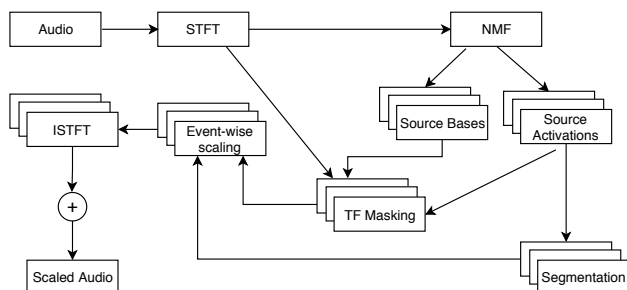 Audio
STFT
NMF
ISTFT
Event-wise
scaling
Source Bases
Source
Activations
TF Masking
+
Scaled Audio
Segmentation